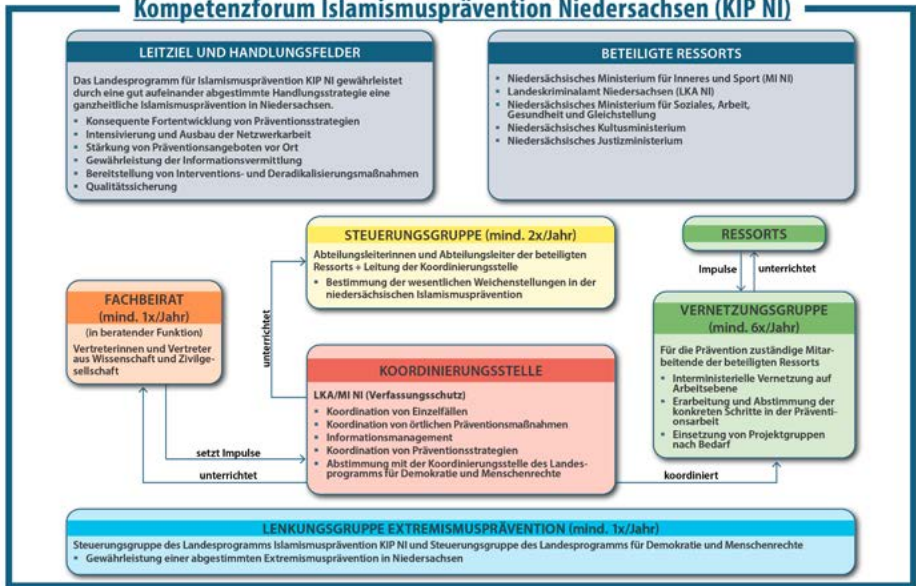 Kompetenzforum Islamismusprävention Niedersachsen (KIP NI)
LEITZIEL UND HANDLUNGSFELDER
Das Landesprogramm für Islamismusprävention KIP NI gewährleistet
durch eine gut aufeinander abgestimmte Handlungsstrategie eine
ganzheitliche Islamismusprävention in Niedersachsen.
▪ Konsequente Fortentwicklung von Präventionsstrategien
▪ Intensivierung und Ausbau der Netzwerkarbeit
▪ Stärkung von Präventionsangeboten vor Ort
▪ Gewährleistung der Informationsvermittlung
▪ Bereitstellung von Interventions- und Deradikalisierungsmaßnahmen
▪ Qualitätssicherung
BETEILIGTE RESSORTS
▪ Niedersächsisches Ministerium für Inneres und Sport (MI NI)
▪ Landeskriminalamt Niedersachsen (LKA NI)
▪ Niedersächsisches Ministerium für Soziales, Arbeit,
Gesundheit und Gleichstellung
▪ Niedersächsisches Kultusministerium
▪ Niedersächsisches Justizministerium
STEUERUNGSGRUPPE (mind. 2x/Jahr)
Abteilungsleiterinnen und Abteilungsleiter der beteiligten
Ressorts + Leitung der Koordinierungsstelle
▪ Bestimmung der wesentlichen Weichenstellungen in der
niedersächsischen Islamismusprävention
RESSORTS
Impulse
unterrichtet
FACHBEIRAT
(mind. 1x/Jahr)
(in beratender Funktion)
Vertreterinnen und Vertreter
aus Wissenschaft und Zivilge-
sellschaft
unterrichtet
VERNETZUNGSGRUPPE
(mind. 6x/Jahr)
Für die Prävention zuständige Mitar-
beitende der beteiligten Ressorts
▪ Interministerielle Vernetzung auf
Arbeitsebene
▪ Erarbeitung und Abstimmung der
konkreten Schritte in der Präventi-
onsarbeit
▪ Einsetzung von Projektgruppen
nach Bedarf
KOORDINIERUNGSSTELLE
LKA/MI NI (Verfassungsschutz)
▪ Koordination von Einzelfällen
▪ Koordination von örtlichen Präventionsmaßnahmen
▪ Informationsmanagement
▪ Koordination von Präventionsstrategien
▪ Abstimmung mit der Koordinierungsstelle des Landes-
programms für Demokratie und Menschenrechte
setzt Impulse
unterrichtet
koordiniert
LENKUNGSGRUPPE EXTREMISMUSPRÄVENTION (mind. 1x/Jahr)
Steuerungsgruppe des Landesprogramms Islamismusprävention KIP NI und Steuerungsgruppe des Landesprogramms für Demokratie und Menschenrechte
▪ Gewährleistung einer abgestimmten Extremismusprävention in Niedersachsen